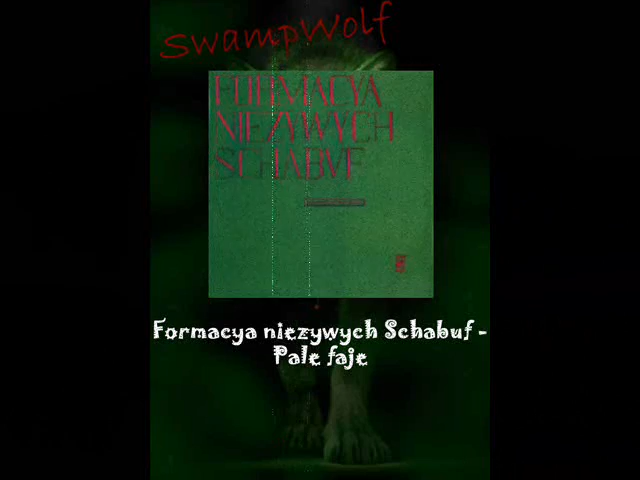 SwampWolf
FORMACYA
NIEZYWYCH
SCHABUF
Formacya niezywych Schabuf -
Pale faje